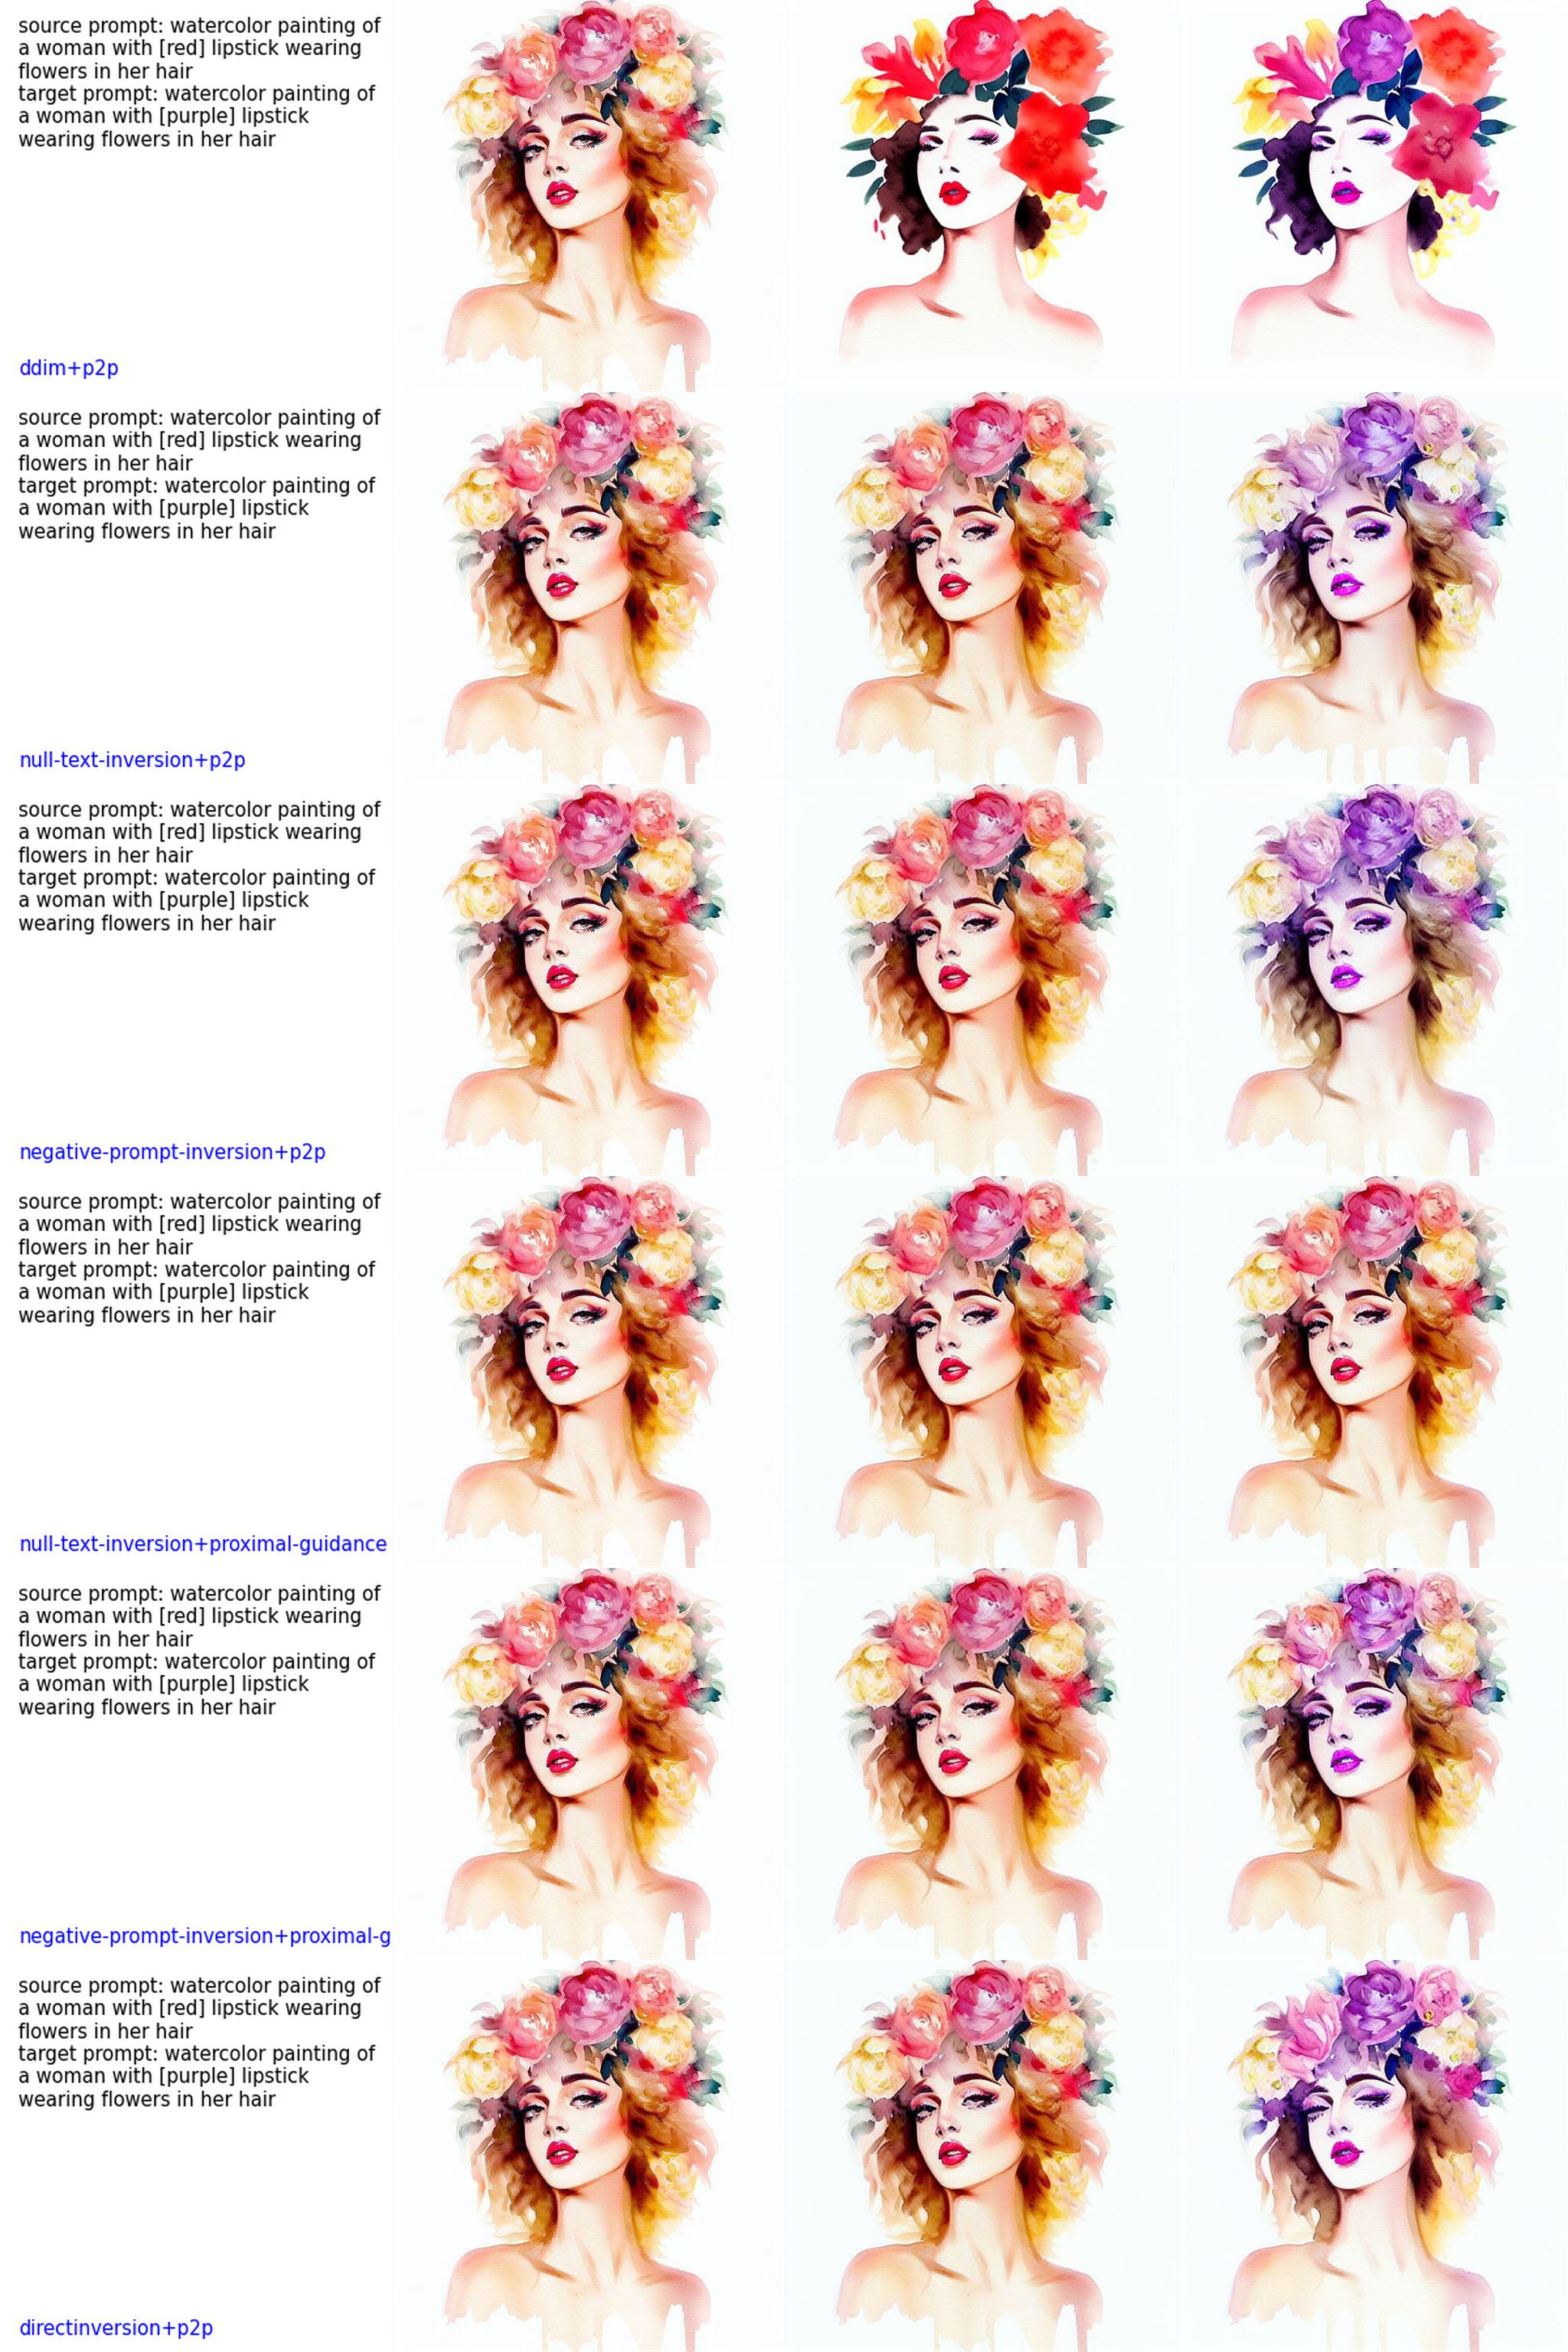 source prompt: watercolor painting of
a woman with [red] lipstick wearing
flowers in her hair
target prompt: watercolor painting of
a woman with [purple] lipstick
wearing flowers in her hair
ddim+p2p
source prompt: watercolor painting of
a woman with [red] lipstick wearing
flowers in her hair
target prompt: watercolor painting of
a woman with [purple] lipstick
wearing flowers in her hair
null-text-inversion+p2p
source prompt: watercolor painting of
a woman with [red] lipstick wearing
flowers in her hair
target prompt: watercolor painting of
a woman with [purple] lipstick
wearing flowers in her hair
negative-prompt-inversion+p2p
source prompt: watercolor painting of
a woman with [red] lipstick wearing
flowers in her hair
target prompt: watercolor painting of
a woman with [purple] lipstick
wearing flowers in her hair
null-text-inversion+proximal-guidance
source prompt: watercolor painting of
a woman with [red] lipstick wearing
flowers in her hair
target prompt: watercolor painting of
a woman with [purple] lipstick
wearing flowers in her hair
negative-prompt-inversion+proximal-g
source prompt: watercolor painting of
a woman with [red] lipstick wearing
flowers in her hair
target prompt: watercolor painting of
a woman with [purple] lipstick
wearing flowers in her hair
directinversion+p2p